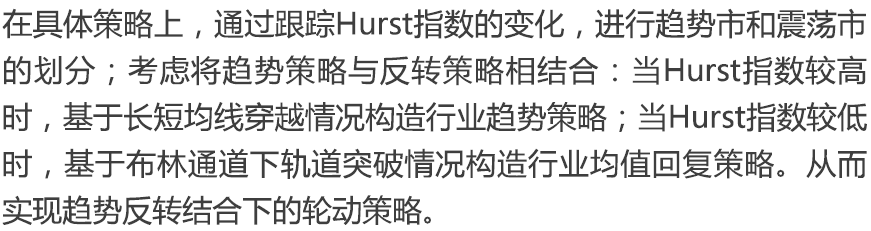 在具体策略上，通过跟踪Hurst指数的变化，进行趋势市和震荡市
的划分；考虑将趋势策略与反转策略相结合：当Hurst指数较高
时，基于长短均线穿越情况构造行业趋势策略；当Hurst指数较低
时，基于布林通道下轨道突破情况构造行业均值回复策略。从而
实现趋势反转结合下的轮动策略。